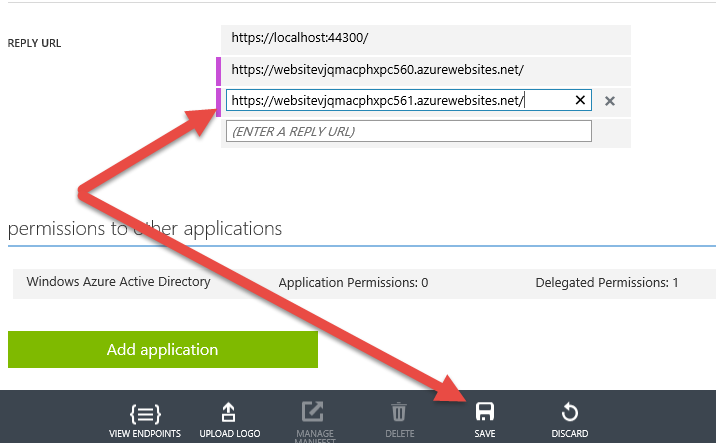 REPLY URL
https://localhost:44300/
https://websitevjqmacphxpc560.azurewebsites.net/
https://websitevjqmacphxpc561.azurewebsites.net/
(ENTER A REPLY URL)
permissions to other applications
Windows Azure Active Directory Application Permissions: 0 Delegated Permissions: 1
Add application
VIEW ENDPOINTS UPLOAD LOGO MANAGE MANIFEST DELETE SAVE DISCARD